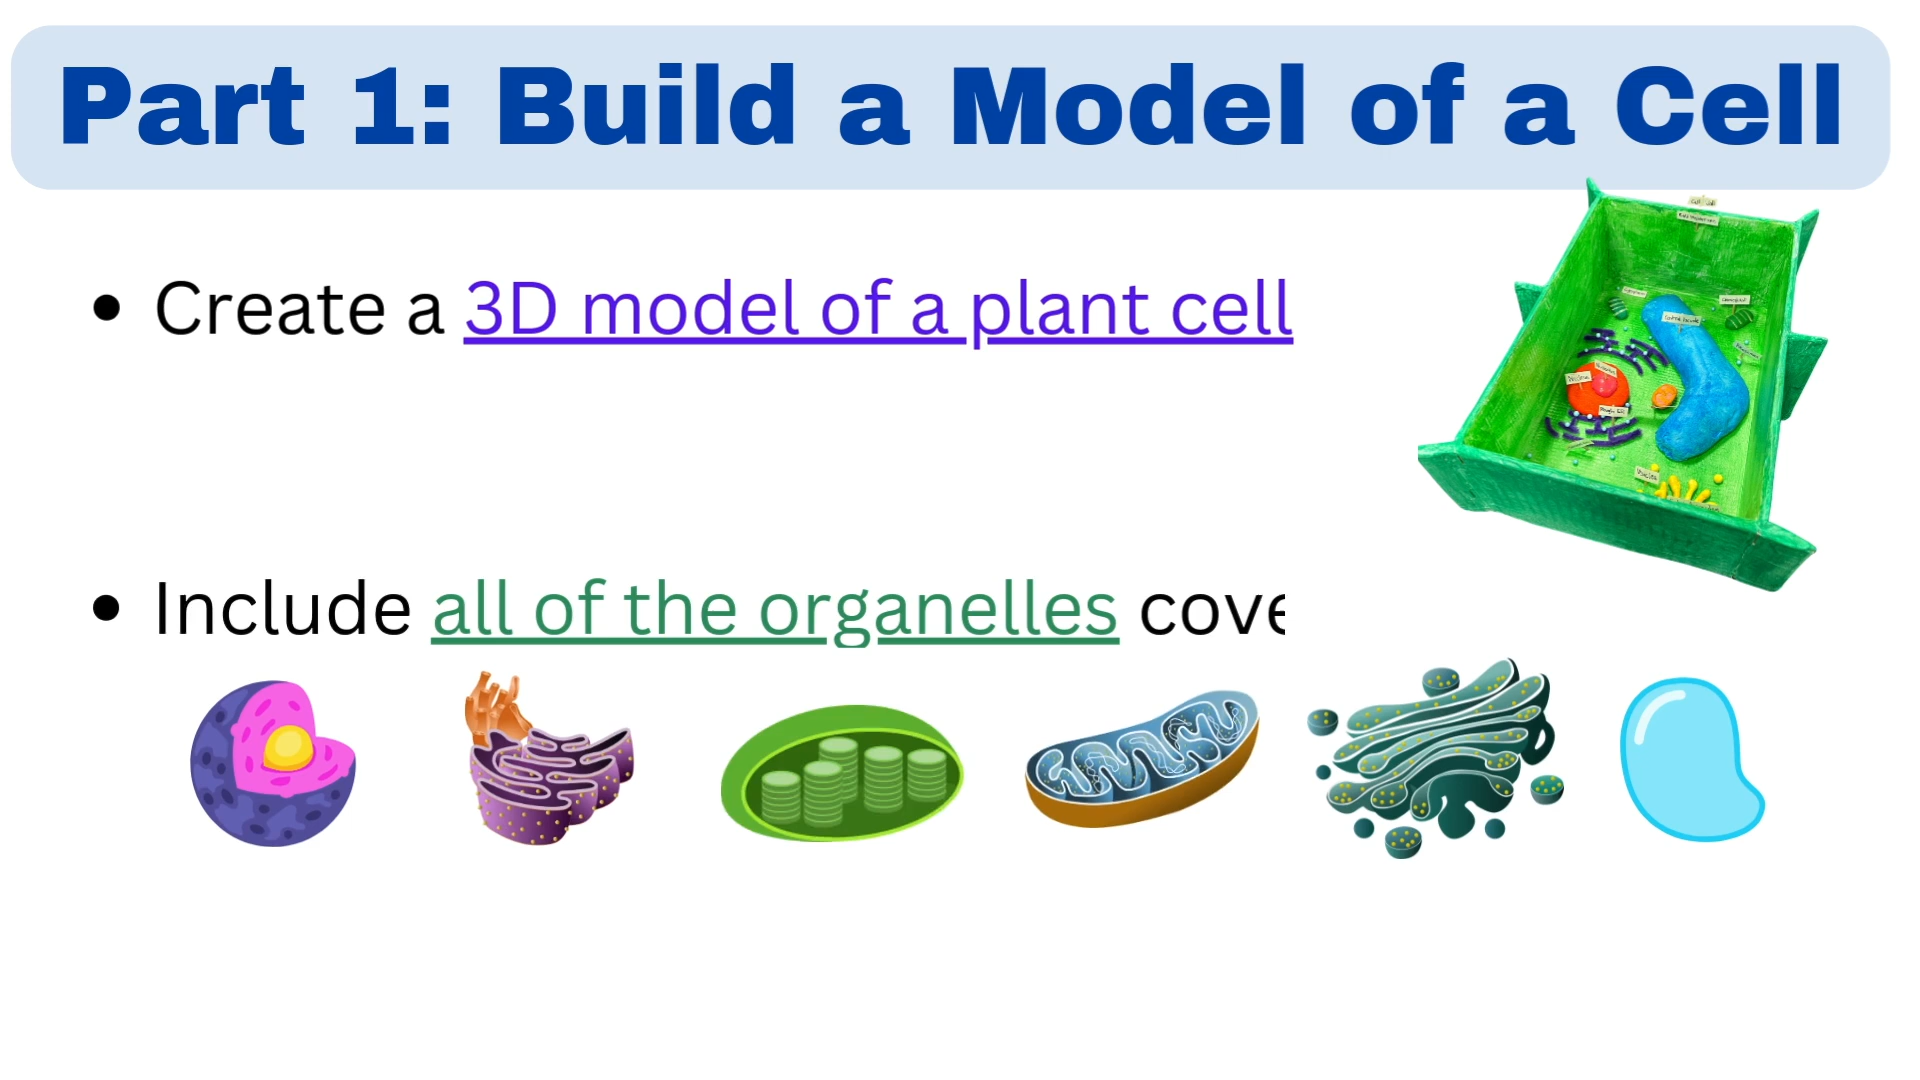 Part 1: Build a Model of a Cell
• Create a 3D model of a plant cell
• Include all of the organelles cove